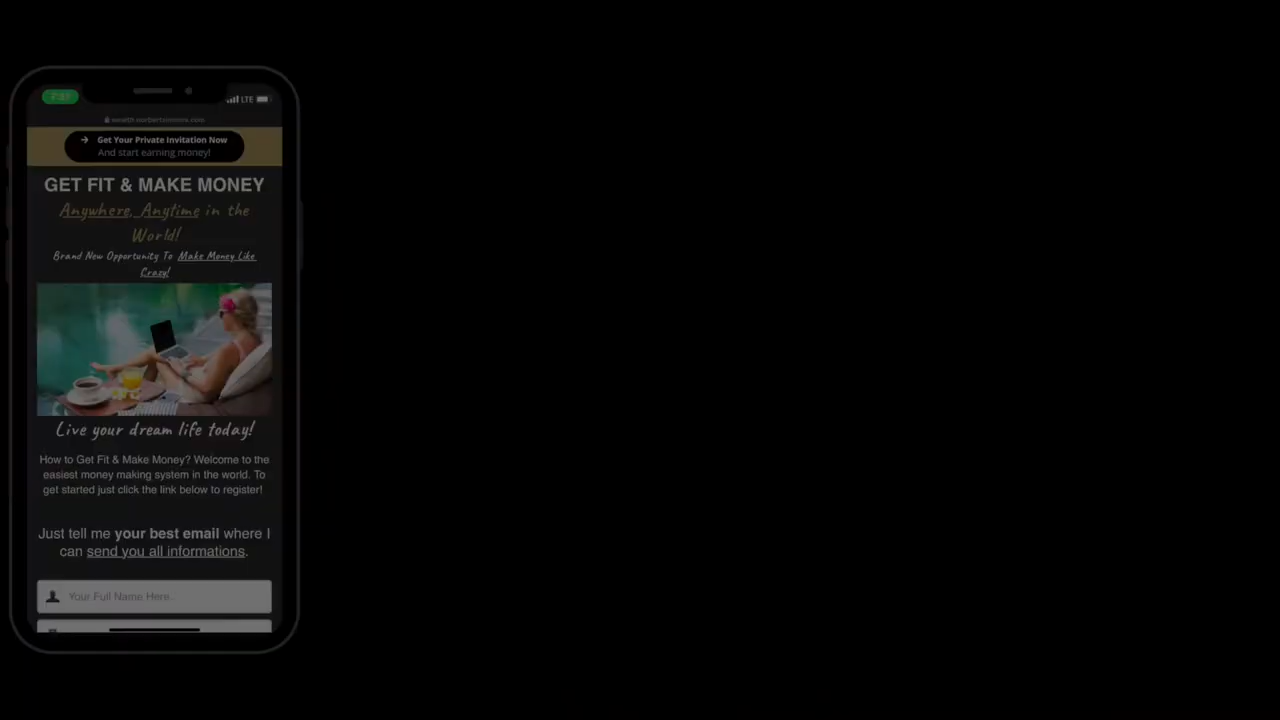 7:57
LTE
Get Your Private Invitation Now
And start earning money!
GET FIT & MAKE MONEY
Anywhere, Anytime in the
World!
Brand New Opportunity To Make Money Like
Crazy!
Live your dream life today!
How to Get Fit & Make Money? Welcome to the
easiest money making system in the world. To
get started just click the link below to register!
Just tell me your best email where I
can send you all informations.
Your Full Name Here..